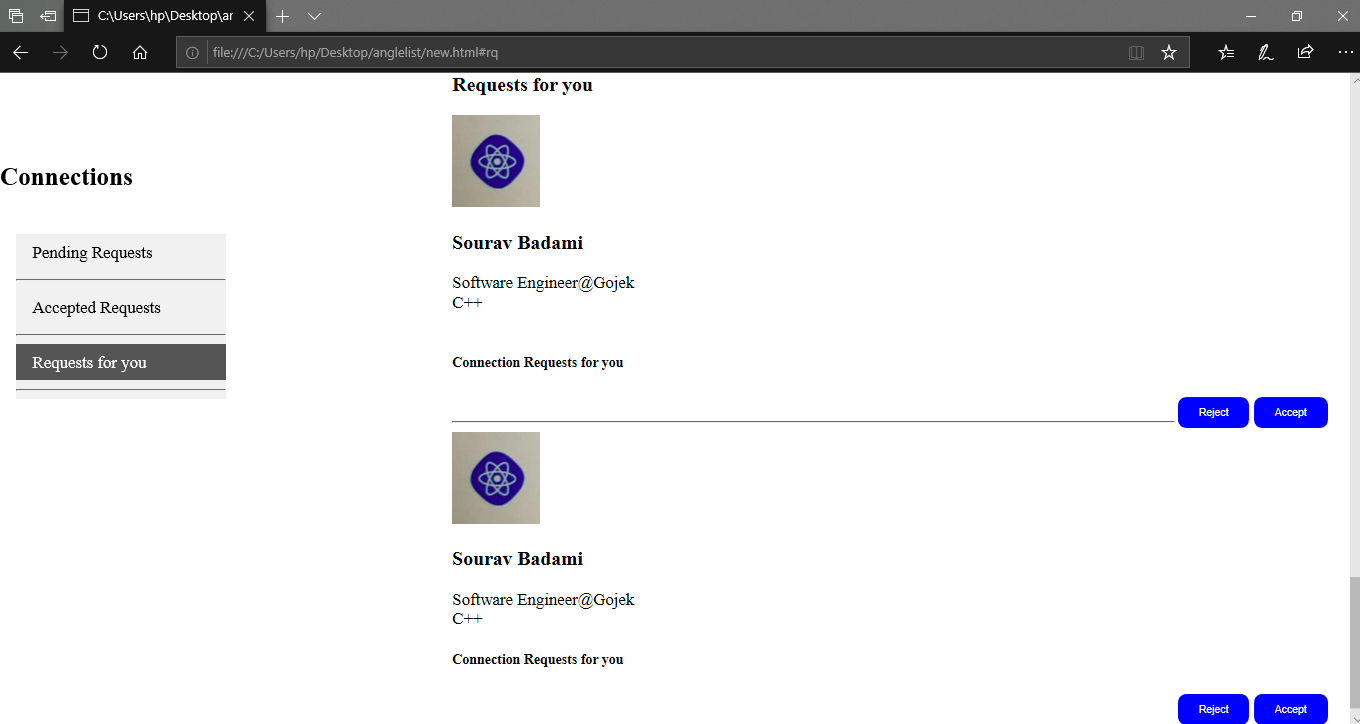 C:\Users\hp\Desktop\ar
file:///C:/Users/hp/Desktop/anglelist/new.html#rq
Connections
Pending Requests
Accepted Requests
Requests for you
Requests for you
Sourav Badami
Software Engineer@Gojek
C++
Connection Requests for you
Reject Accept
Sourav Badami
Software Engineer@Gojek
C++
Connection Requests for you
Reject Accept